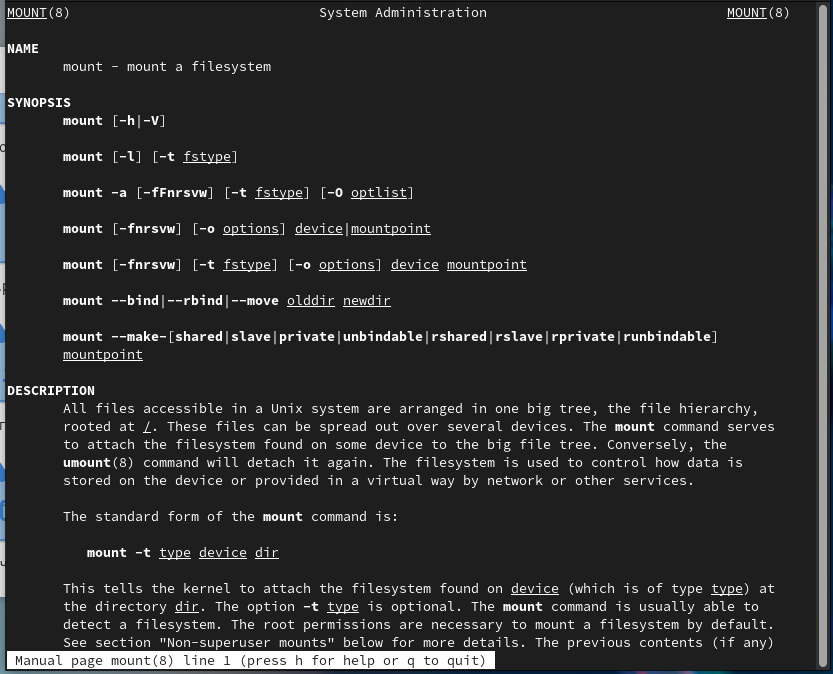 MOUNT(8) System Administration MOUNT(8)
NAME
mount - mount a filesystem
SYNOPSIS
mount [-h|-V]
mount [-l] [-t fstype]
mount -a [-fFnrsvw] [-t fstype] [-O optlist]
mount [-fnrsvw] [-o options] device|mountpoint
mount [-fnrsvw] [-t fstype] [-o options] device mountpoint
mount --bind|--rbind|--move olddir newdir
mount --make-[shared|slave|private|unbindable|rshared|rslave|rprivate|runbindable]
mountpoint
DESCRIPTION
All files accessible in a Unix system are arranged in one big tree, the file hierarchy,
rooted at /. These files can be spread out over several devices. The mount command serves
to attach the filesystem found on some device to the big file tree. Conversely, the
umount(8) command will detach it again. The filesystem is used to control how data is
stored on the device or provided in a virtual way by network or other services.
The standard form of the mount command is:
mount -t type device dir
This tells the kernel to attach the filesystem found on device (which is of type type) at
the directory dir. The option -t type is optional. The mount command is usually able to
detect a filesystem. The root permissions are necessary to mount a filesystem by default.
See section "Non-superuser mounts" below for more details. The previous contents (if any)
Manual page mount(8) line 1 (press h for help or q to quit)